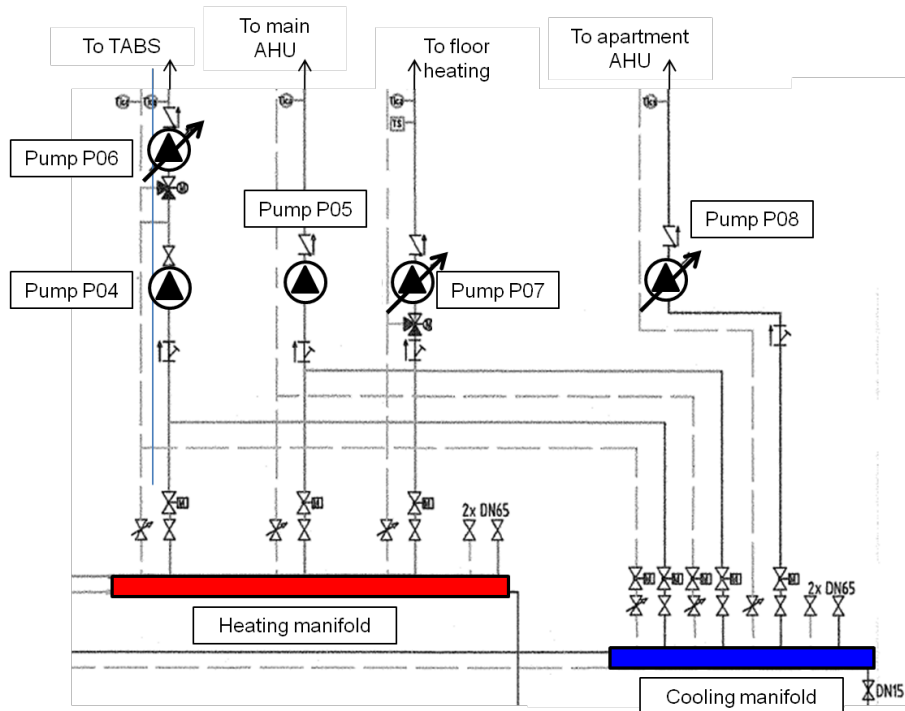 To TABS
To main
AHU
To floor
heating
To apartment
AHU
TS
Pump P06
Pump P05
Pump P08
Pump P04
Pump P07
2x DN65
M
M
M
2x DN65
M
M
M
M
M
Heating manifold
Cooling manifold
DN15